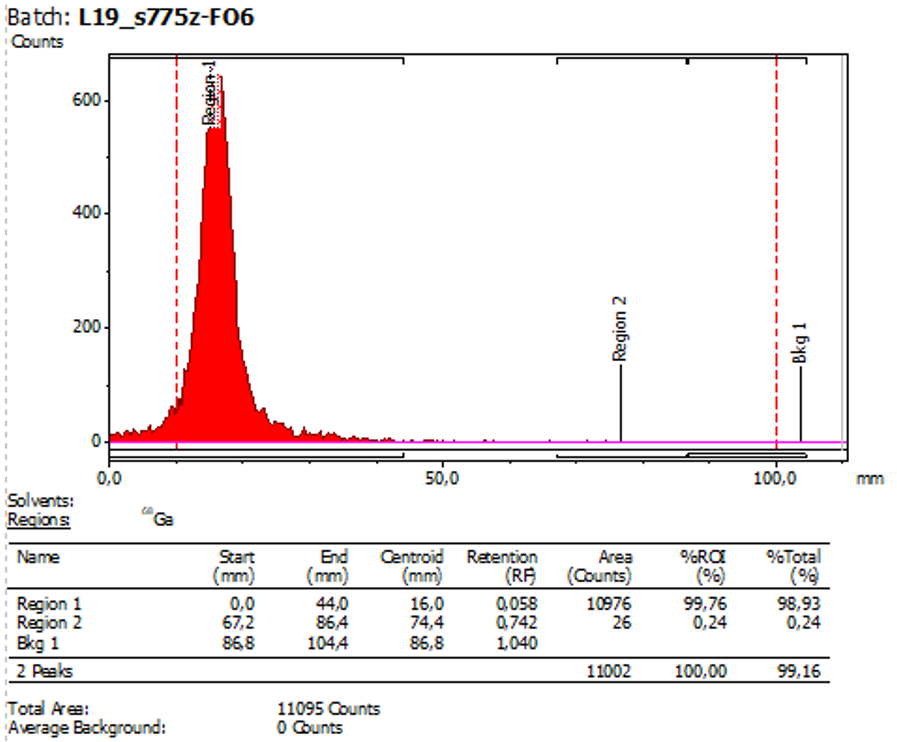 Batch: L19_s775z-F06
Counts
600
400
200
0
Region 1
Region 2
Bkg 1
0,0 50,0 100,0 mm
Solvents:
Regions: ⁶⁸Ga
Name Start (mm) End (mm) Centroid (mm) Retention (RF) Area (Counts) %ROI (%) %Total (%)
Region 1 0,0 44,0 16,0 0,058 10976 99,76 98,93
Region 2 67,2 86,4 74,4 0,742 26 0,24 0,24
Bkg 1 86,8 104,4 86,8 1,040
2 Peaks 11002 100,00 99,16
Total Area: 11095 Counts
Average Background: 0 Counts